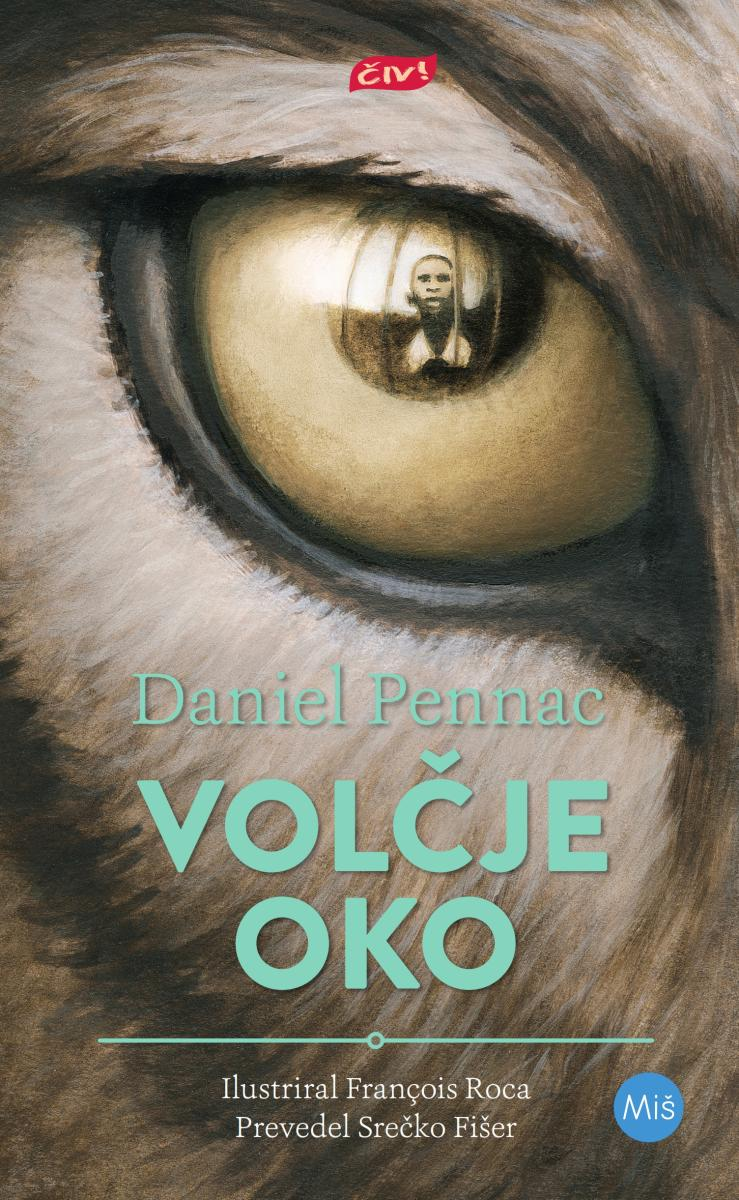 čiv!
Daniel Pennac
VOLČJE
OKO
Ilustriral François Roca
Prevedel Srečko Fišer
Miš